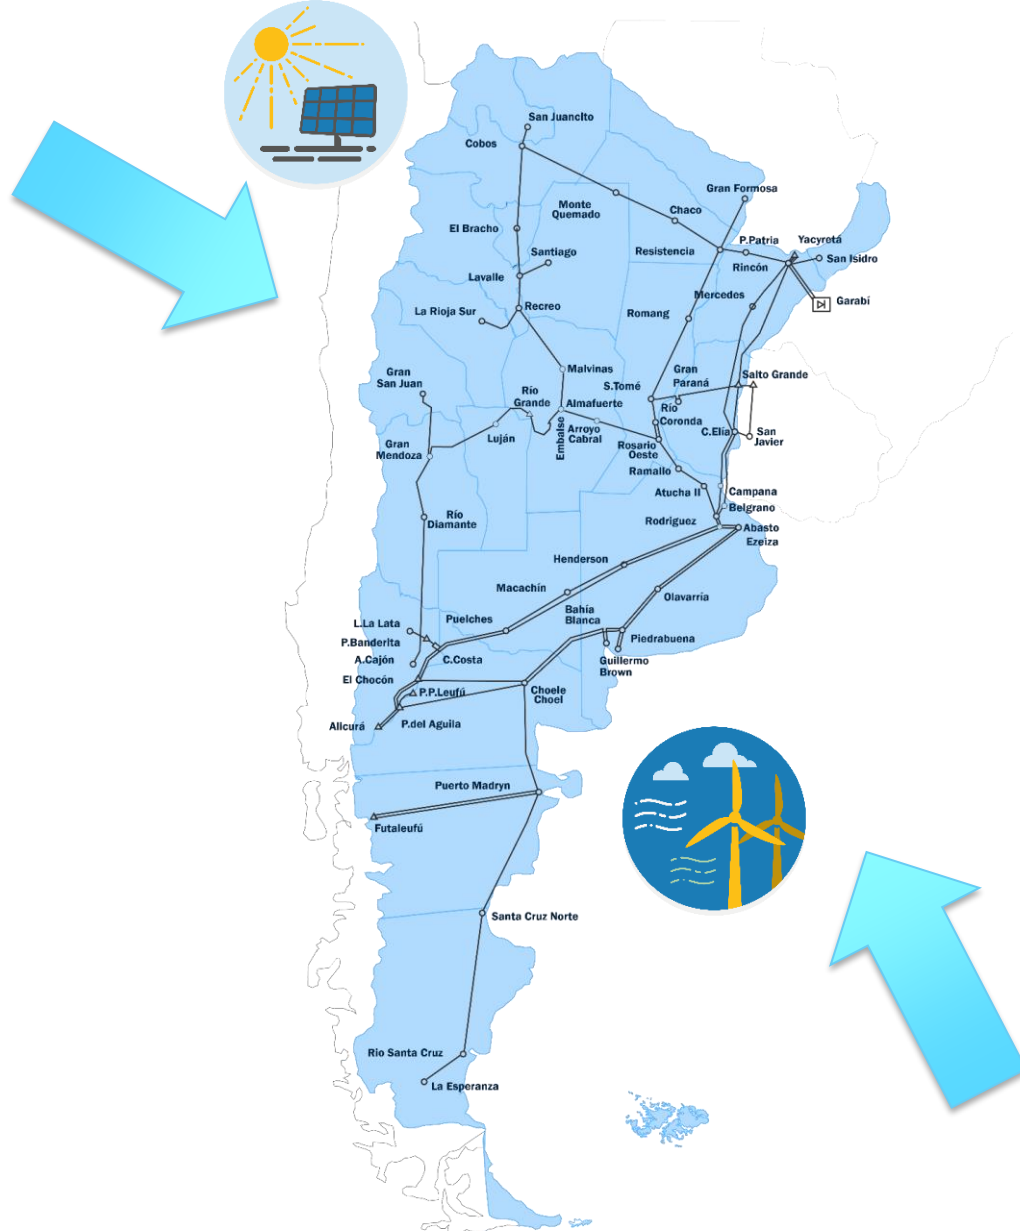 San Juancito
Cobos
Gran Formosa
Monte
Quemado
Chaco
El Bracho
Santiago
Resistencia
P.Patria
Yacyretá
San Isidro
Rincón
Lavalle
Mercedes
Garabí
La Rioja Sur
Recreo
Romang
Gran
San Juan
Malvinas
Gran
Paraná
Salto Grande
S.Tomé
Río
Grande
Almafuerte
Río
Coronda
Embalse
Arroyo
Cabral
Luján
C.Elía
San
Javier
Gran
Mendoza
Rosario
Oeste
Ramallo
Atucha II
Campana
Belgrano
Río
Diamante
Rodriguez
Abasto
Ezeiza
Henderson
Macachín
Olavarría
Bahía
Blanca
Puelches
L.La Lata
P.Banderita
Piedrabuena
A.Cajón
C.Costa
Guillermo
Brown
El Chocón
P.P.Leufú
Choele
Choel
Alicurá
P.del Aguila
Puerto Madryn
Futaleufú
Santa Cruz Norte
Rio Santa Cruz
La Esperanza